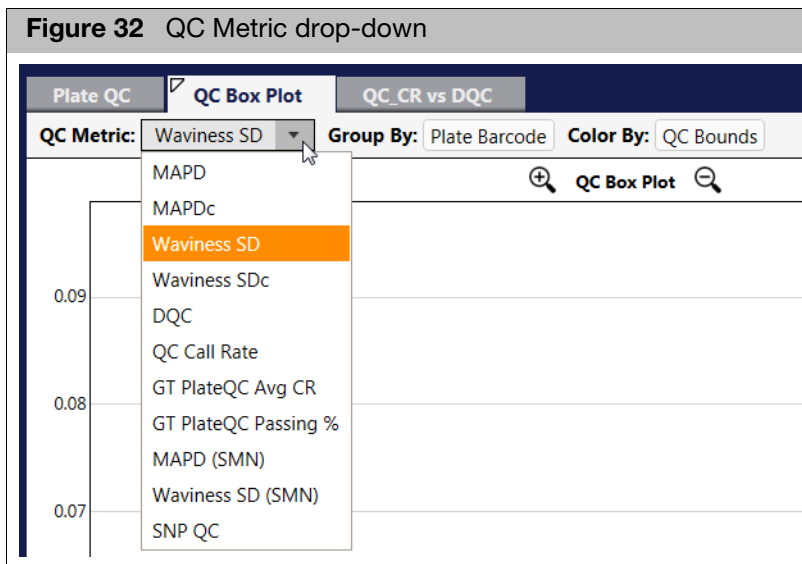 Figure 32 QC Metric drop-down
Plate QC QC Box Plot QC_CR vs DQC
QC Metric: Waviness SD Group By: Plate Barcode Color By: QC Bounds
QC Box Plot
MAPD
MAPDc
Waviness SD
Waviness SDc
DQC
QC Call Rate
GT PlateQC Avg CR
GT PlateQC Passing %
MAPD (SMN)
Waviness SD (SMN)
SNP QC
0.09
0.08
0.07